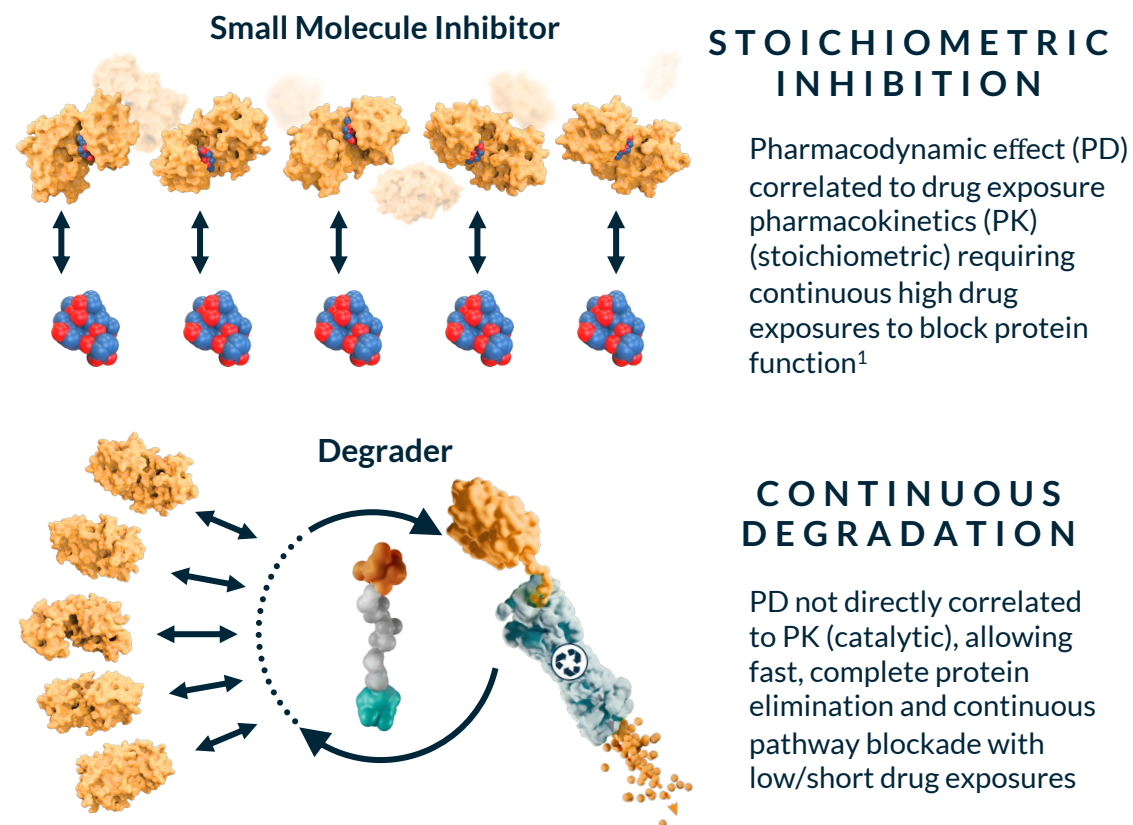 Small Molecule Inhibitor
STOICHIOMETRIC
INHIBITION
Pharmacodynamic effect (PD)
correlated to drug exposure
pharmacokinetics (PK)
(stoichiometric) requiring
continuous high drug
exposures to block protein
function¹
Degrader
CONTINUOUS
DEGRADATION
PD not directly correlated
to PK (catalytic), allowing
fast, complete protein
elimination and continuous
pathway blockade with
low/short drug exposures